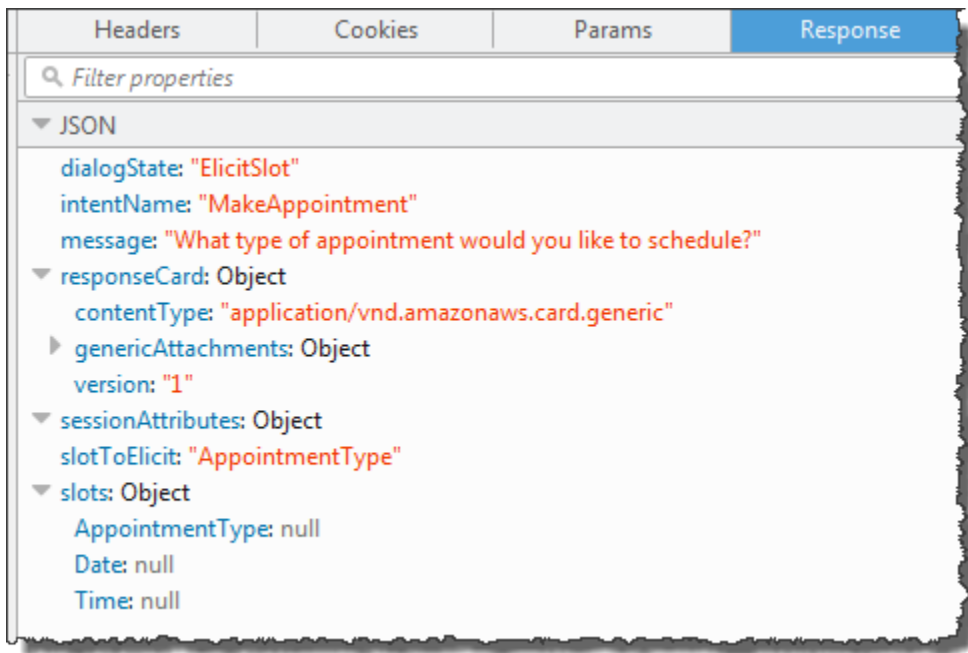 Headers Cookies Params Response
Filter properties
JSON
dialogState: "ElicitSlot"
intentName: "MakeAppointment"
message: "What type of appointment would you like to schedule?"
responseCard: Object
contentType: "application/vnd.amazonaws.card.generic"
genericAttachments: Object
version: "1"
sessionAttributes: Object
slotToElicit: "AppointmentType"
slots: Object
AppointmentType: null
Date: null
Time: null